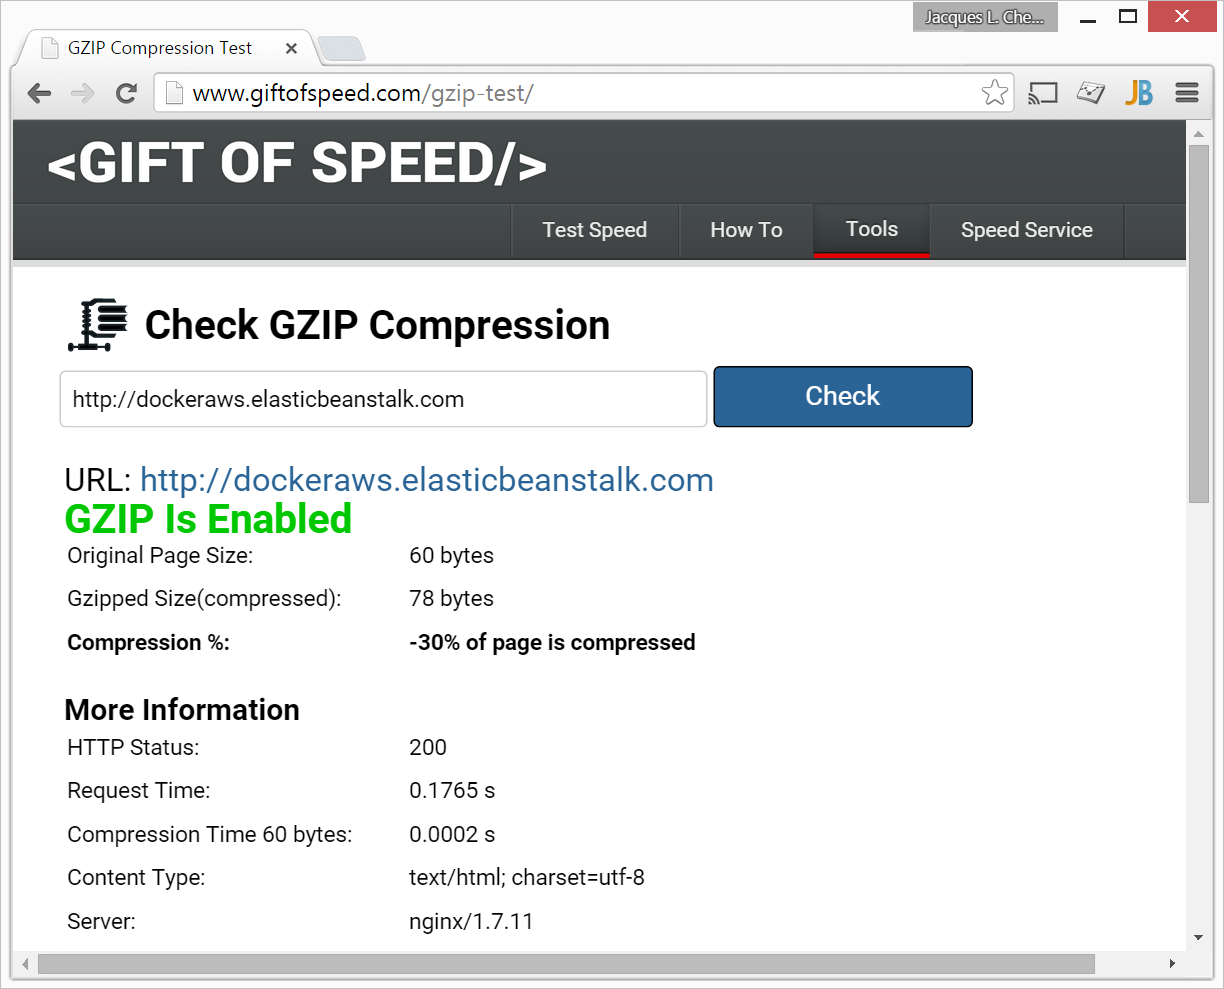 Jacques L. Che...
GZIP Compression Test
www.giftofspeed.com/gzip-test/
JB
<GIFT OF SPEED/>
Test Speed How To Tools Speed Service
Check GZIP Compression
http://dockeraws.elasticbeanstalk.com Check
URL: http://dockeraws.elasticbeanstalk.com
GZIP Is Enabled
Original Page Size: 60 bytes
Gzipped Size(compressed): 78 bytes
Compression %: -30% of page is compressed
More Information
HTTP Status: 200
Request Time: 0.1765 s
Compression Time 60 bytes: 0.0002 s
Content Type: text/html; charset=utf-8
Server: nginx/1.7.11